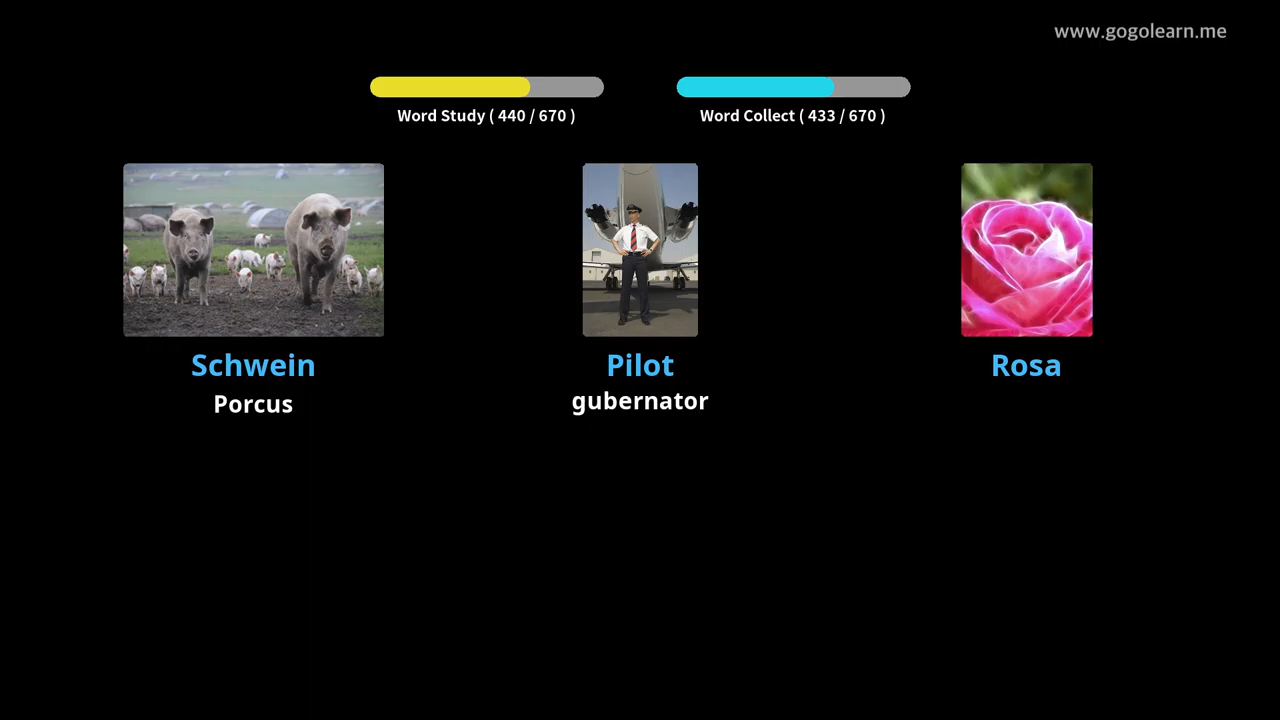 www.gogolearn.me
Word Study ( 440 / 670 )
Word Collect ( 433 / 670 )
Schwein
Pilot
Rosa
Porcus
gubernator